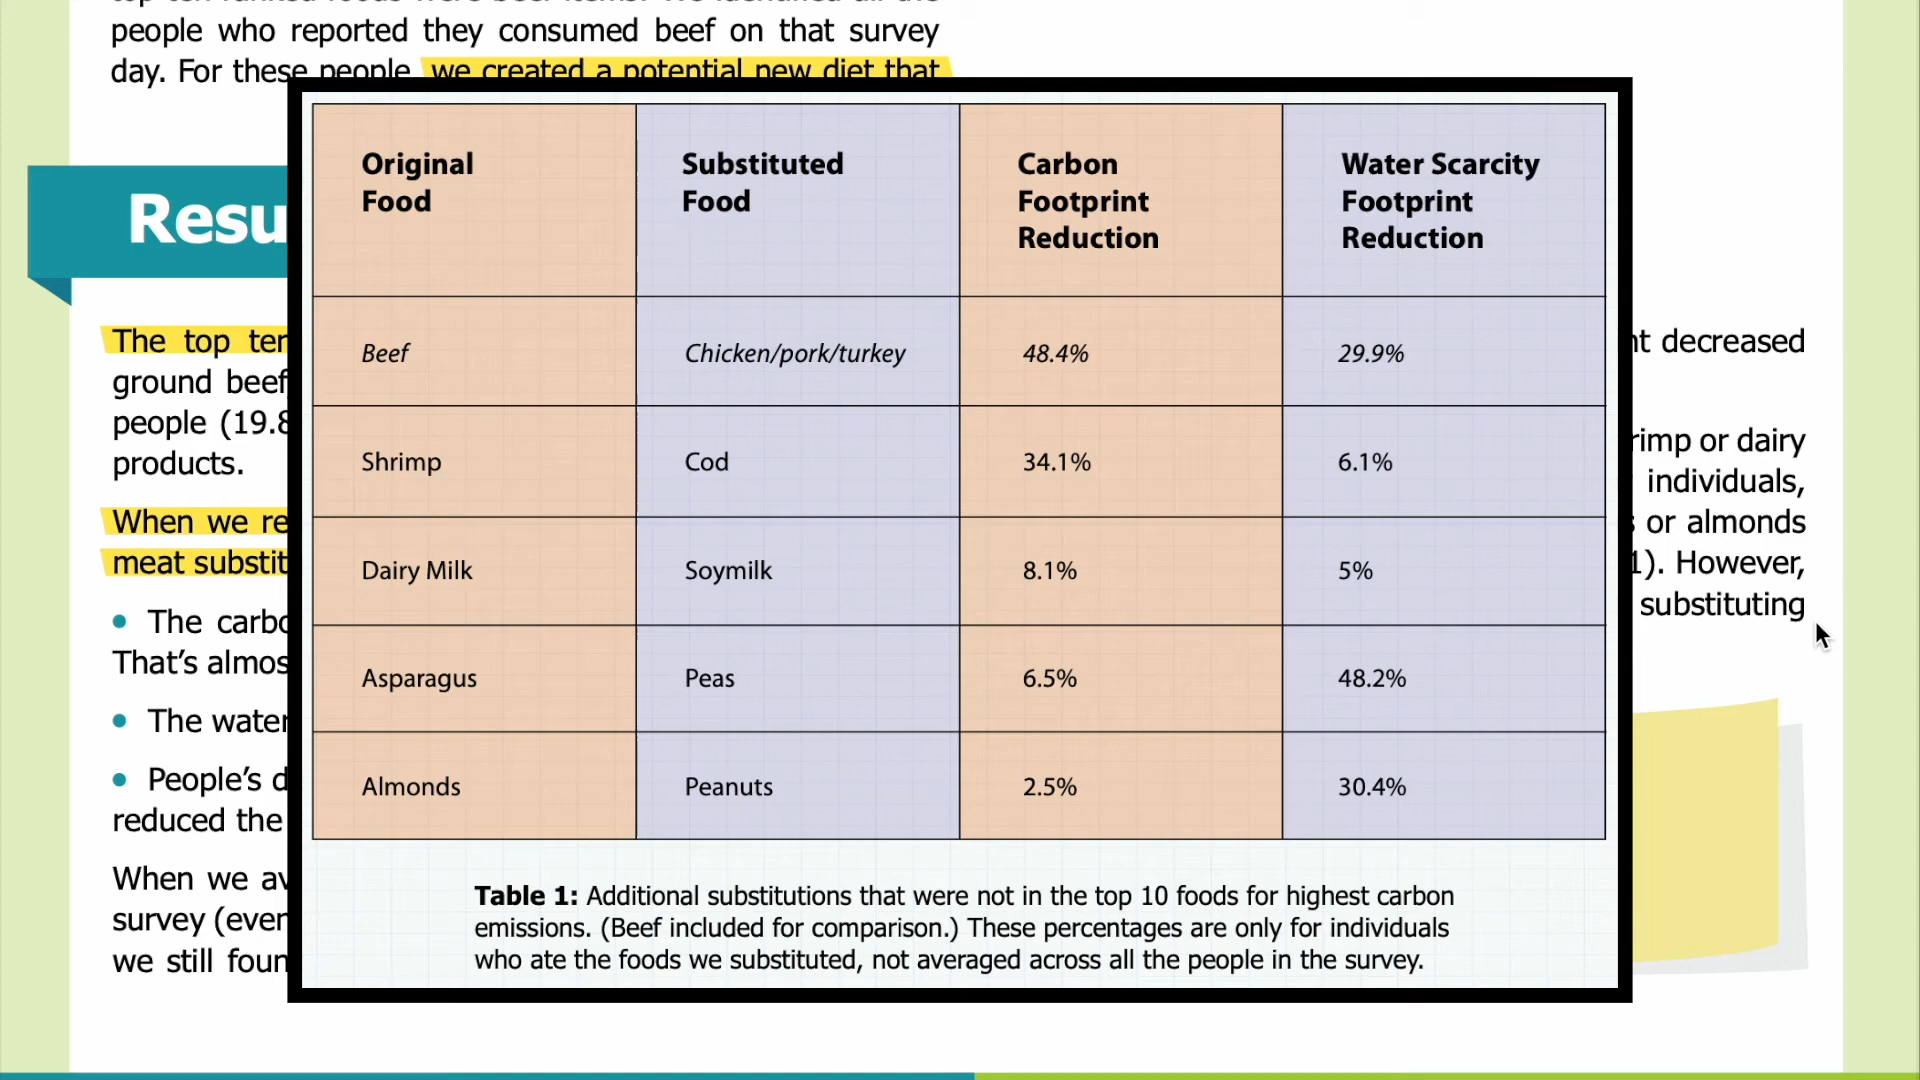 people who reported they consumed beef on that survey
day. For these people we created a potential new diet that
Resu
The top ten
ground beef
people (19.8
products.
When we re
meat substit
• The carbo
That's almos
• The water
• People's d
reduced the
When we av
survey (ever
we still foun
Original
Food
Substituted
Food
Carbon
Footprint
Reduction
Water Scarcity
Footprint
Reduction
Beef
Chicken/pork/turkey
48.4%
29.9%
Shrimp
Cod
34.1%
6.1%
Dairy Milk
Soymilk
8.1%
5%
Asparagus
Peas
6.5%
48.2%
Almonds
Peanuts
2.5%
30.4%
Table 1: Additional substitutions that were not in the top 10 foods for highest carbon
emissions. (Beef included for comparison.) These percentages are only for individuals
who ate the foods we substituted, not averaged across all the people in the survey.
nt decreased
rimp or dairy
individuals,
s or almonds
1). However,
substituting